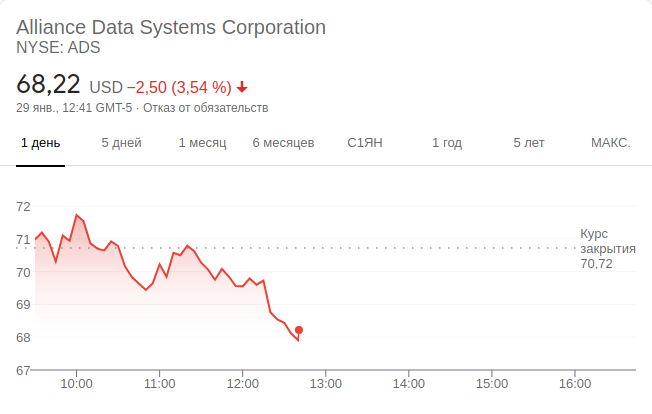 Alliance Data Systems Corporation
NYSE: ADS
68,22 USD −2,50 (3,54 %)
29 янв., 12:41 GMT-5 · Отказ от обязательств
1 день 5 дней 1 месяц 6 месяцев С1ЯН 1 год 5 лет МАКС.
72
71
70
69
68
67
Курс
закрытия
70,72
10:00 11:00 12:00 13:00 14:00 15:00 16:00